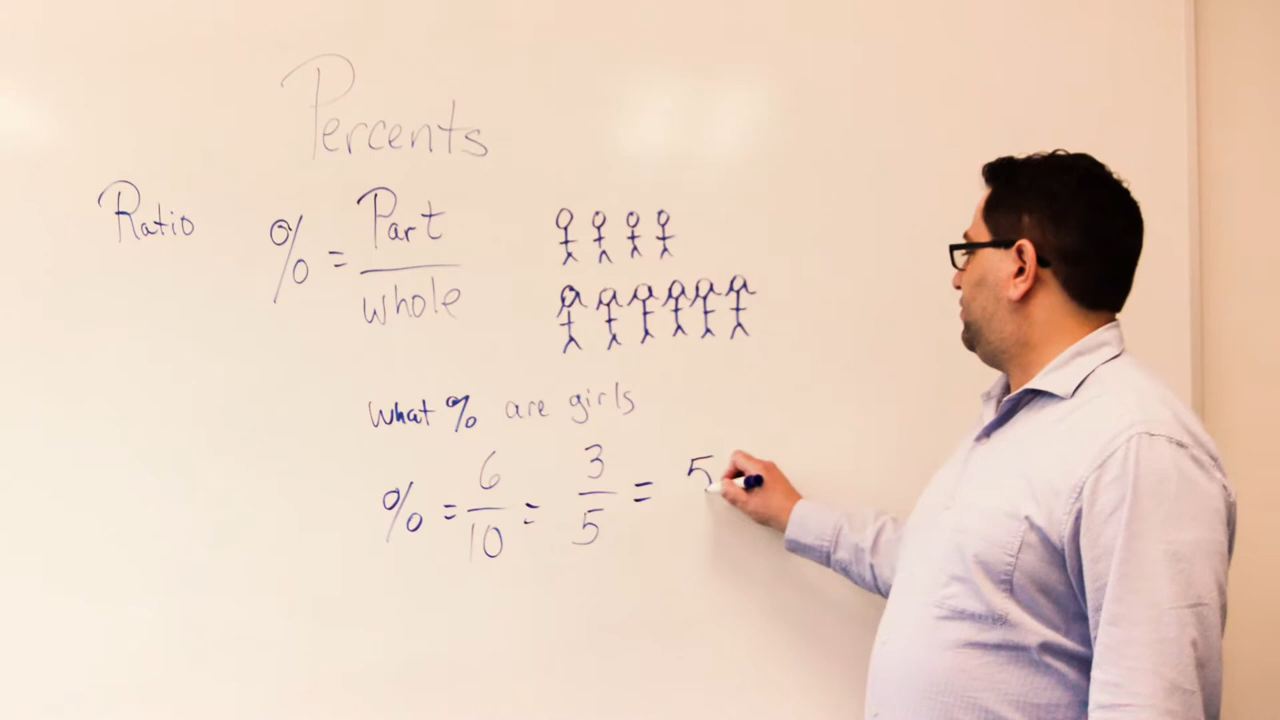 Percents
Ratio % = Part / whole
What % are girls
% = 6/10 = 3/5 = 5